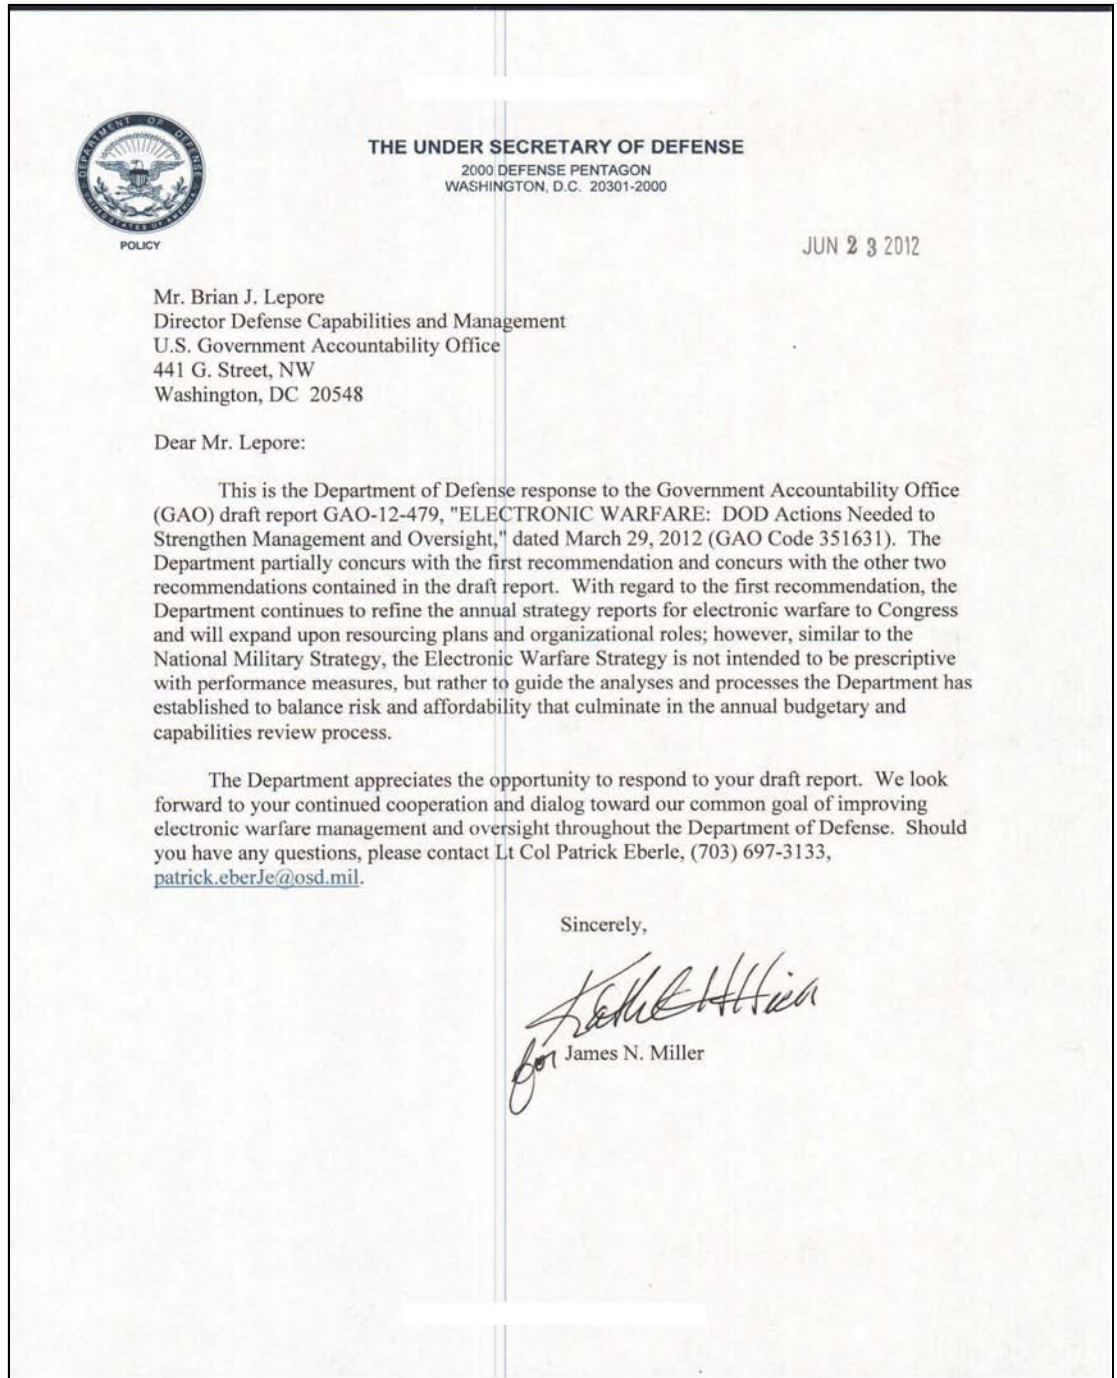 DEPARTMENT OF DEFENSE
UNITED STATES OF AMERICA
POLICY
THE UNDER SECRETARY OF DEFENSE
2000 DEFENSE PENTAGON
WASHINGTON, D.C. 20301-2000
JUN 23 2012
Mr. Brian J. Lepore
Director Defense Capabilities and Management
U.S. Government Accountability Office
441 G. Street, NW
Washington, DC 20548
Dear Mr. Lepore:
This is the Department of Defense response to the Government Accountability Office
(GAO) draft report GAO-12-479, "ELECTRONIC WARFARE: DOD Actions Needed to
Strengthen Management and Oversight," dated March 29, 2012 (GAO Code 351631). The
Department partially concurs with the first recommendation and concurs with the other two
recommendations contained in the draft report. With regard to the first recommendation, the
Department continues to refine the annual strategy reports for electronic warfare to Congress
and will expand upon resourcing plans and organizational roles; however, similar to the
National Military Strategy, the Electronic Warfare Strategy is not intended to be prescriptive
with performance measures, but rather to guide the analyses and processes the Department has
established to balance risk and affordability that culminate in the annual budgetary and
capabilities review process.
The Department appreciates the opportunity to respond to your draft report. We look
forward to your continued cooperation and dialog toward our common goal of improving
electronic warfare management and oversight throughout the Department of Defense. Should
you have any questions, please contact Lt Col Patrick Eberle, (703) 697-3133,
patrick.eberJe@osd.mil.
Sincerely,
for James N. Miller